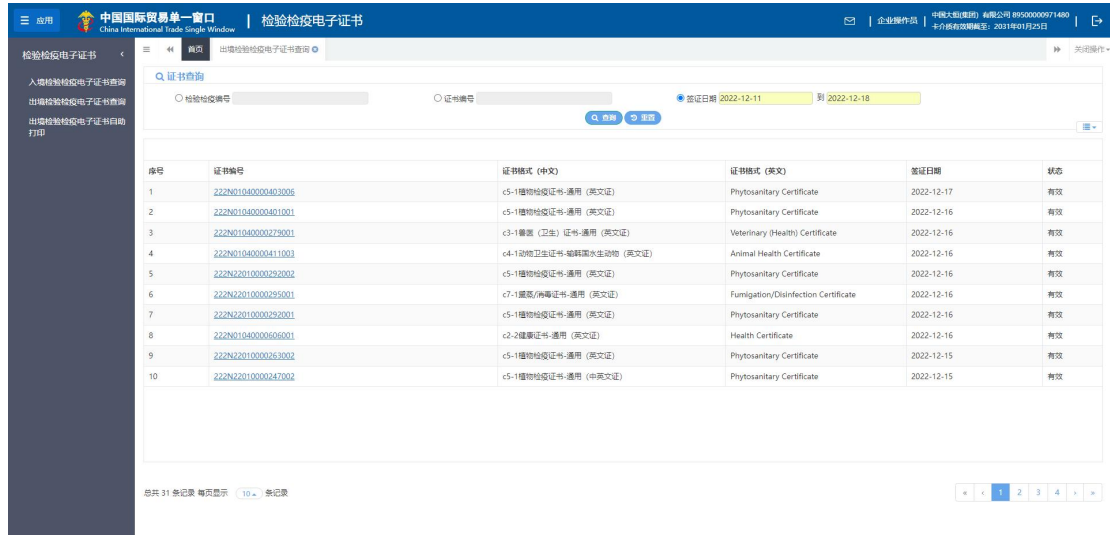 应用
中国国际贸易单一窗口
China International Trade Single Window
检验检疫电子证书
企业操作员
中国大恒(集团) 有限公司 89500000971480
卡介质有效期截至：2031年01月25日
检验检疫电子证书
入境检验检疫电子证书查询
出境检验检疫电子证书查询
出境检验检疫电子证书自助打印
首页 出境检验检疫电子证书查询 关闭操作
证书查询
检验检疫编号 证书编号 签证日期 2022-12-11 到 2022-12-18
查询 重置
序号 证书编号 证书格式（中文） 证书格式（英文） 签证日期 状态
1 222N01040000403006 c5-1植物检疫证书-通用（英文证） Phytosanitary Certificate 2022-12-17 有效
2 222N01040000401001 c5-1植物检疫证书-通用（英文证） Phytosanitary Certificate 2022-12-16 有效
3 222N01040000279001 c3-1兽医（卫生）证书-通用（英文证） Veterinary (Health) Certificate 2022-12-16 有效
4 222N01040000411003 c4-1动物卫生证书-输韩国水生动物（英文证） Animal Health Certificate 2022-12-16 有效
5 222N22010000292002 c5-1植物检疫证书-通用（英文证） Phytosanitary Certificate 2022-12-16 有效
6 222N22010000295001 c7-1熏蒸/消毒证书-通用（英文证） Fumigation/Disinfection Certificate 2022-12-16 有效
7 222N22010000292001 c5-1植物检疫证书-通用（英文证） Phytosanitary Certificate 2022-12-16 有效
8 222N01040000606001 c2-2健康证书-通用（英文证） Health Certificate 2022-12-16 有效
9 222N22010000263002 c5-1植物检疫证书-通用（英文证） Phytosanitary Certificate 2022-12-15 有效
10 222N22010000247002 c5-1植物检疫证书-通用（中英文证） Phytosanitary Certificate 2022-12-15 有效
总共 31 条记录 每页显示 10 条记录
« ‹ 1 2 3 4 › »